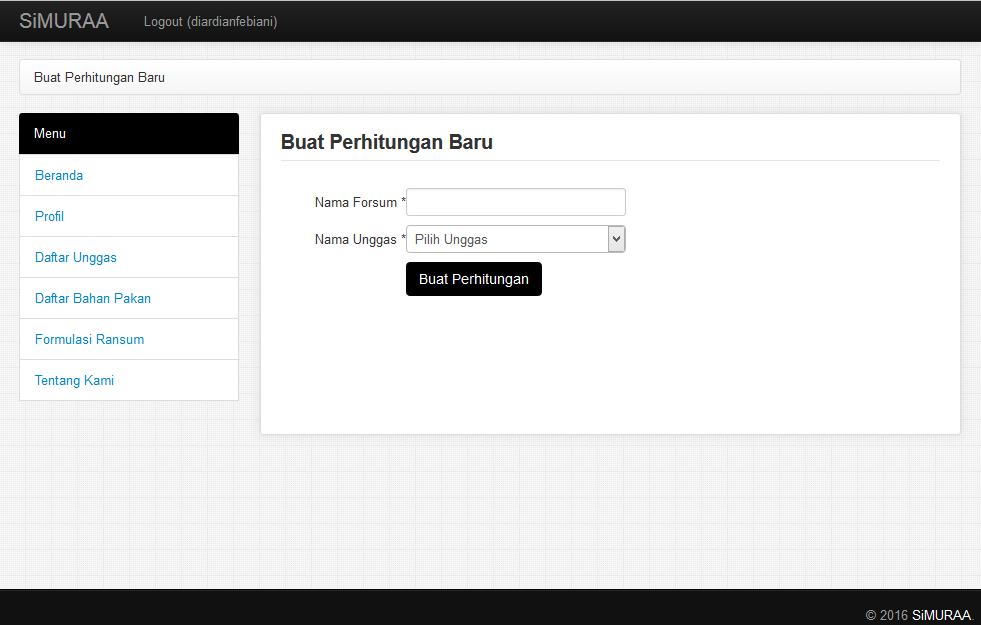 SiMURAA Logout (diardianfebiani)
Buat Perhitungan Baru
Menu
Beranda
Profil
Daftar Unggas
Daftar Bahan Pakan
Formulasi Ransum
Tentang Kami
Buat Perhitungan Baru
Nama Forsum *
Nama Unggas * Pilih Unggas
Buat Perhitungan
© 2016 SiMURAA.